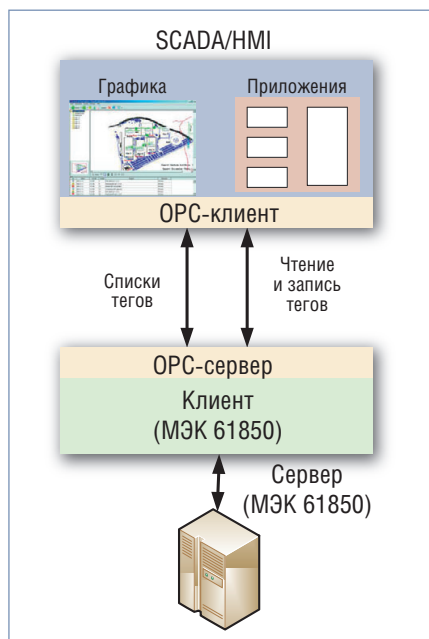 SCADA/HMI
Графика
Приложения
OPC-клиент
Списки
тегов
Чтение
и запись
тегов
OPC-сервер
Клиент
(МЭК 61850)
Сервер
(МЭК 61850)